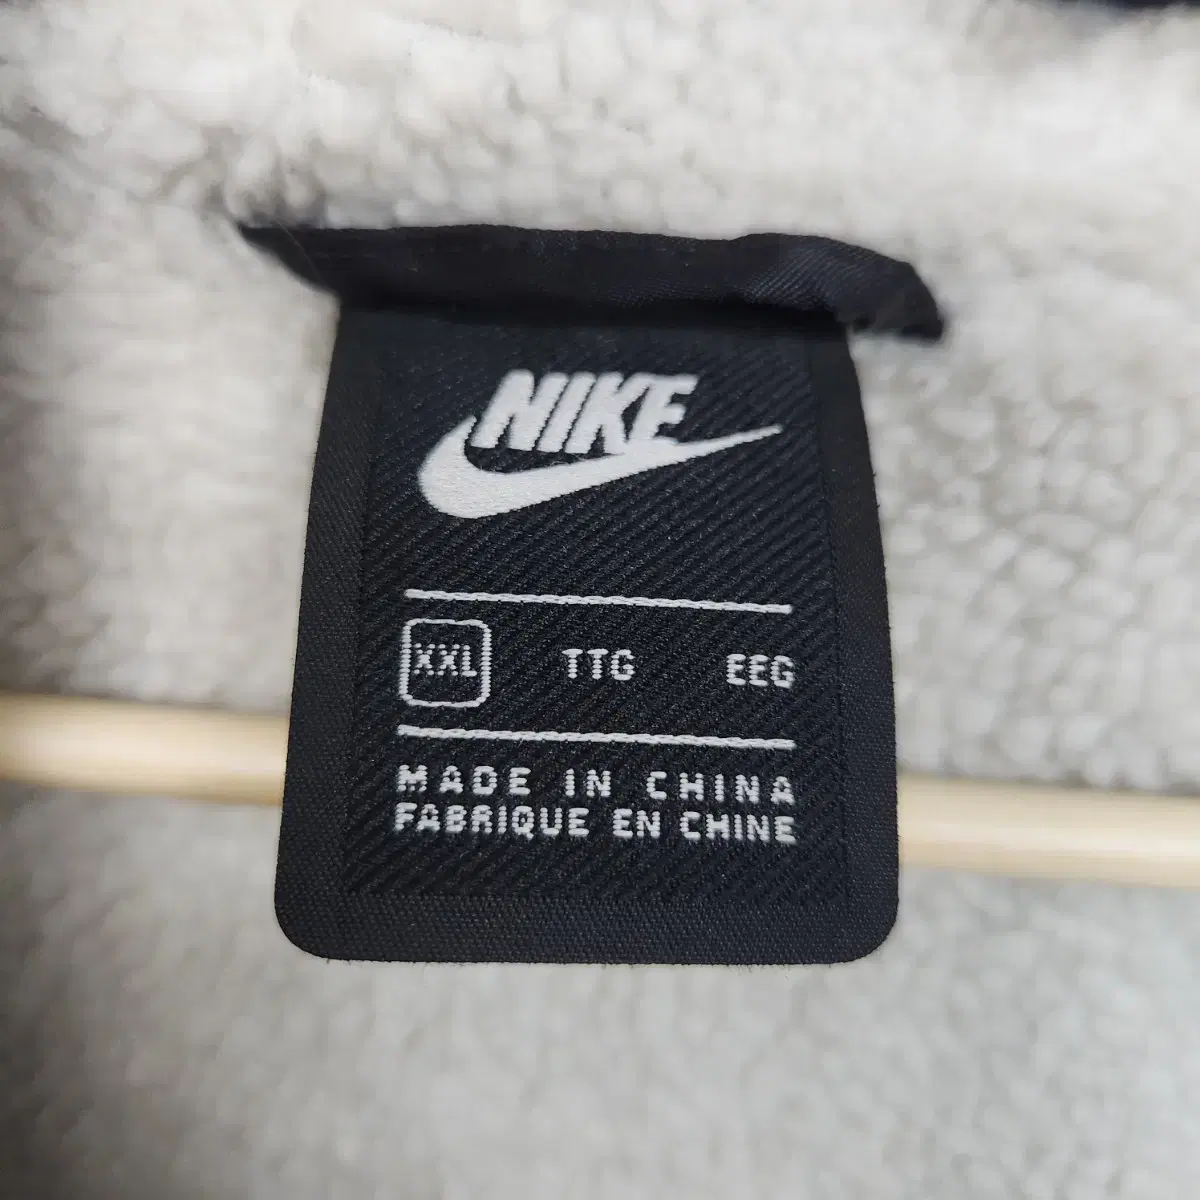 NIKE
XXL TTG EEG
MADE IN CHINA
FABRIQUE EN CHINE